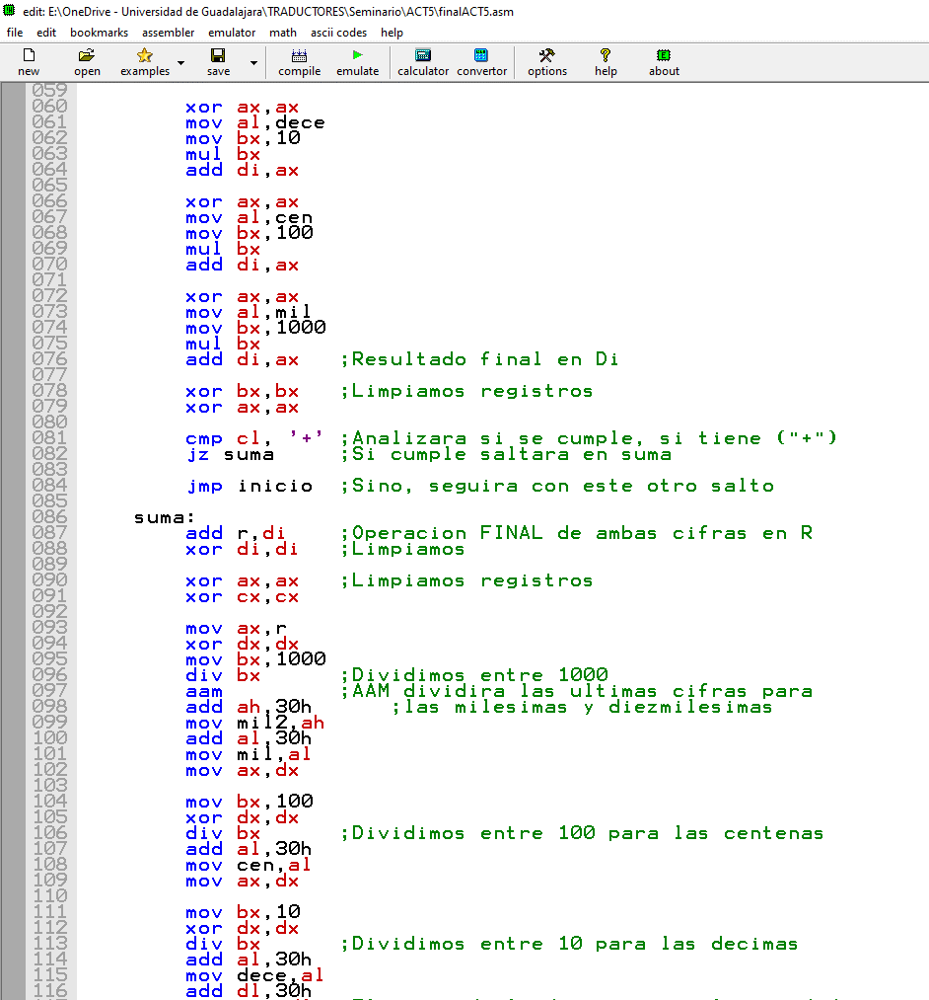 edit: E:\OneDrive - Universidad de Guadalajara\TRADUCTORES\Seminario\ACT5\finalACT5.asm
file edit bookmarks assembler emulator math ascii codes help
new open examples save compile emulate calculator convertor options help about
059
060 xor ax,ax
061 mov al,dece
062 mov bx,10
063 mul bx
064 add di,ax
065
066 xor ax,ax
067 mov al,cen
068 mov bx,100
069 mul bx
070 add di,ax
071
072 xor ax,ax
073 mov al,mil
074 mov bx,1000
075 mul bx
076 add di,ax ;Resultado final en Di
077
078 xor bx,bx ;Limpiamos registros
079 xor ax,ax
080
081 cmp cl, '+' ;Analizara si se cumple, si tiene ("+")
082 jz suma ;Si cumple saltara en suma
083
084 jmp inicio ;Sino, seguira con este otro salto
085
086 suma:
087 add r,di ;Operacion FINAL de ambas cifras en R
088 xor di,di ;Limpiamos
089
090 xor ax,ax ;Limpiamos registros
091 xor cx,cx
092
093 mov ax,r
094 xor dx,dx
095 mov bx,1000
096 div bx ;Dividimos entre 1000
097 aam ;AAM dividira las ultimas cifras para
098 add ah,30h ;las milesimas y diezmilesimas
099 mov mil2,ah
100 add al,30h
101 mov mil,al
102 mov ax,dx
103
104 mov bx,100
105 xor dx,dx
106 div bx ;Dividimos entre 100 para las centenas
107 add al,30h
108 mov cen,al
109 mov ax,dx
110
111 mov bx,10
112 xor dx,dx
113 div bx ;Dividimos entre 10 para las decimas
114 add al,30h
115 mov dece,al
116 add dl,30h